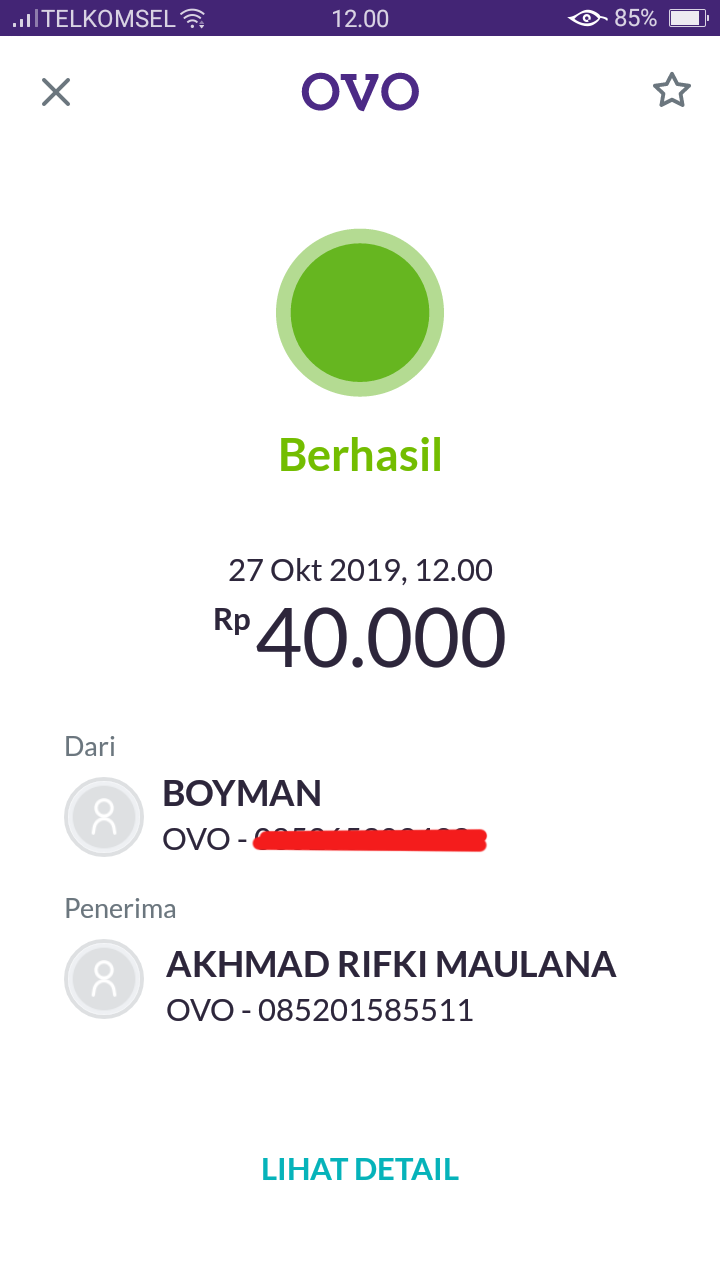 TELKOMSEL 12.00 85%
OVO
Berhasil
27 Okt 2019, 12.00
Rp 40.000
Dari
BOYMAN
OVO -
Penerima
AKHMAD RIFKI MAULANA
OVO - 085201585511
LIHAT DETAIL